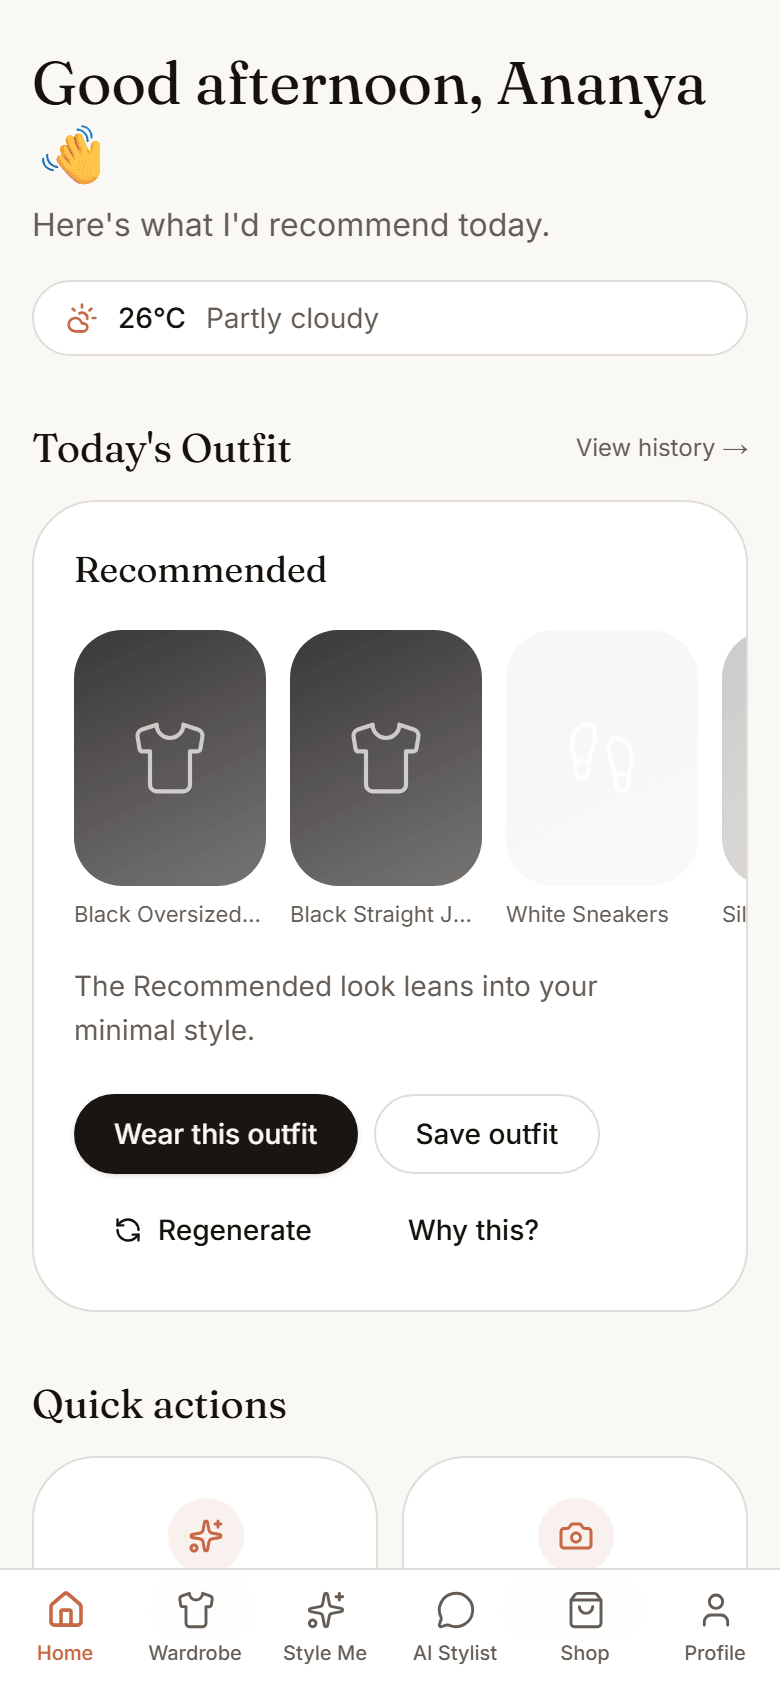 Good afternoon, Ananya
👋
Here's what I'd recommend today.
26°C Partly cloudy
Today's Outfit
View history →
Recommended
Black Oversized...
Black Straight J...
White Sneakers
Sil
The Recommended look leans into your
minimal style.
Wear this outfit
Save outfit
Regenerate
Why this?
Quick actions
Home
Wardrobe
Style Me
AI Stylist
Shop
Profile